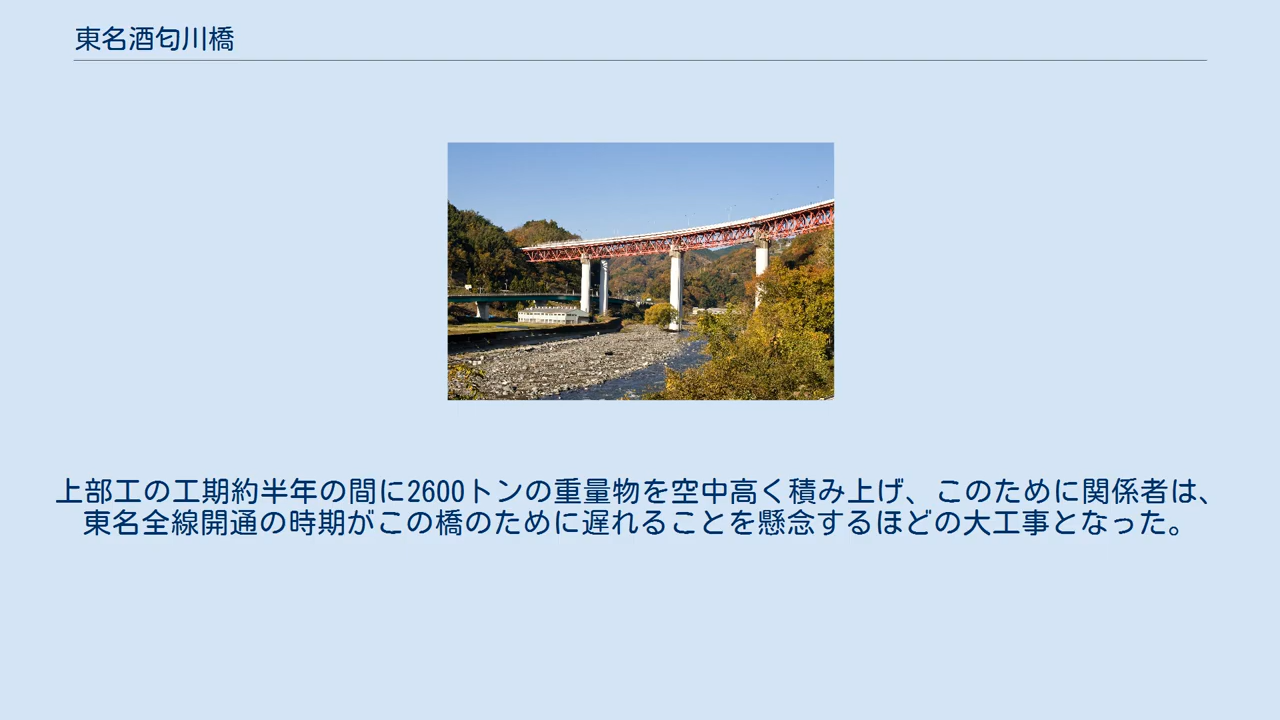 東名酒匂川橋
上部工の工期約半年の間に2600トンの重量物を空中高く積み上げ、このために関係者は、
東名全線開通の時期がこの橋のために遅れることを懸念するほどの大工事となった。